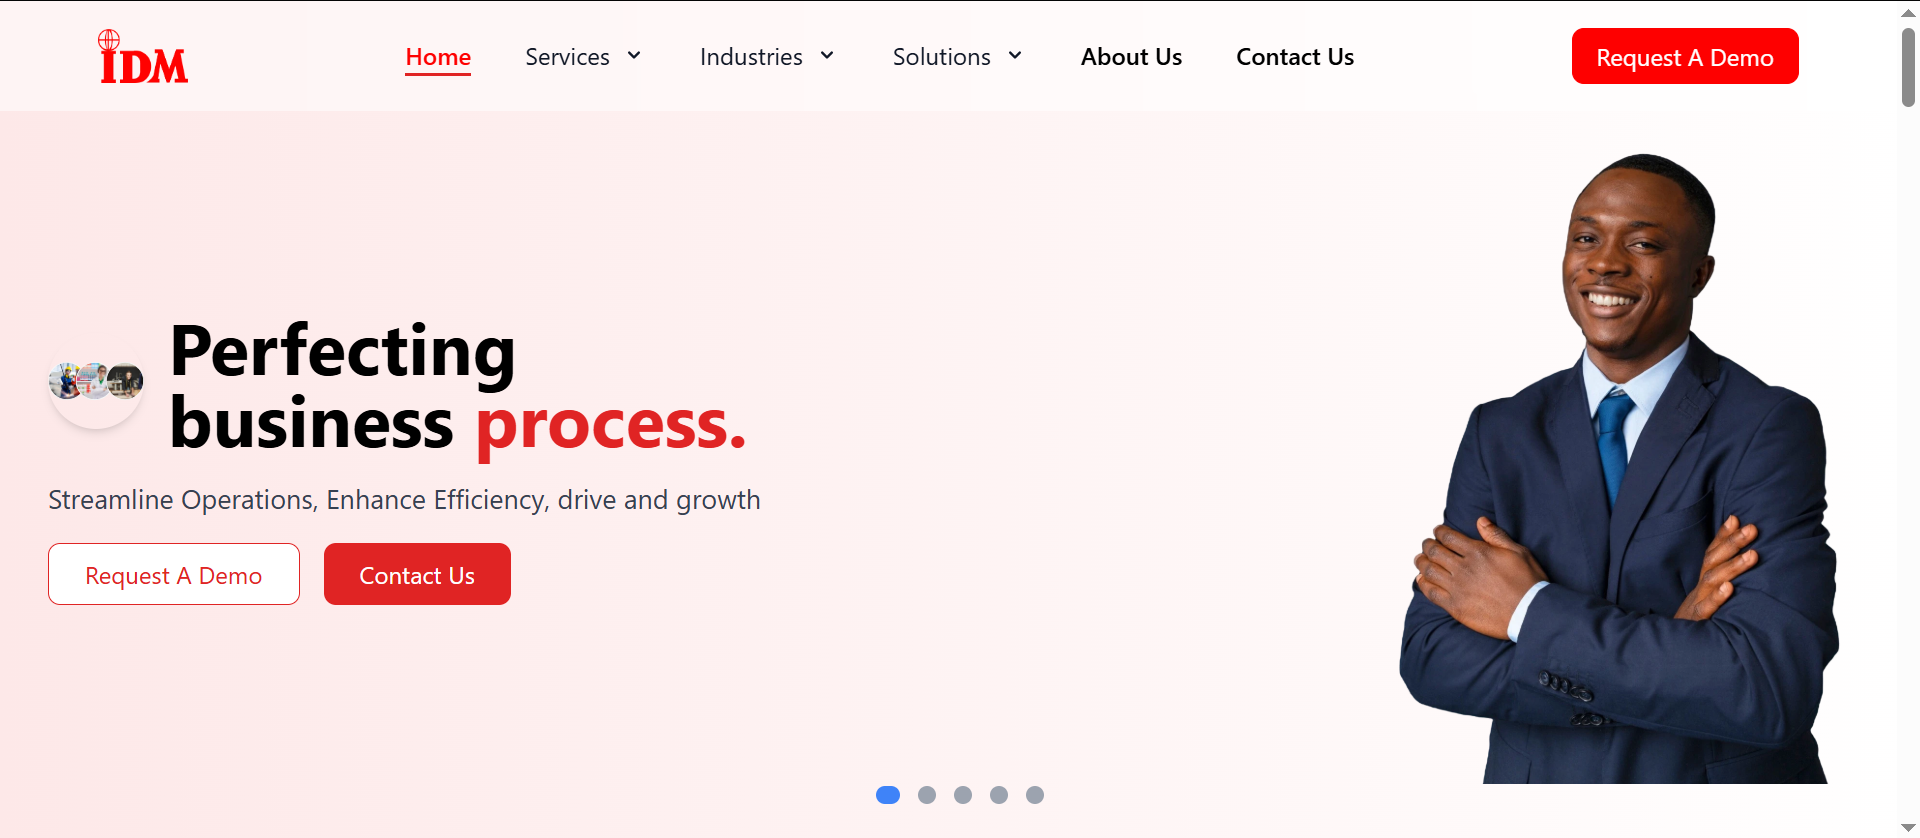 IDM
Home
Services
Industries
Solutions
About Us
Contact Us
Request A Demo
Perfecting
business process.
Streamline Operations, Enhance Efficiency, drive and growth
Request A Demo
Contact Us